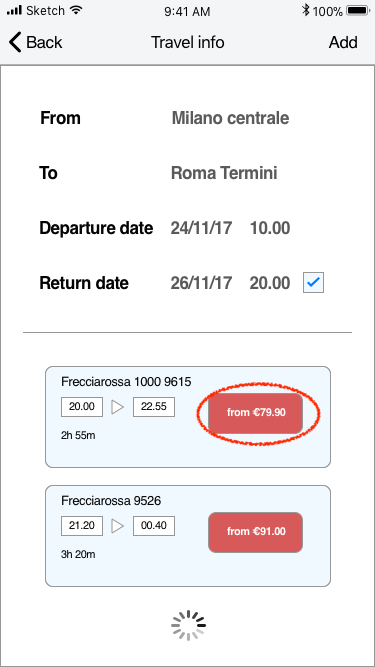 Sketch 9:41 AM 100%
Back Travel info Add
From Milano centrale
To Roma Termini
Departure date 24/11/17 10.00
Return date 26/11/17 20.00
Frecciarossa 1000 9615
20.00 22.55
from €79.90
2h 55m
Frecciarossa 9526
21.20 00.40
from €91.00
3h 20m